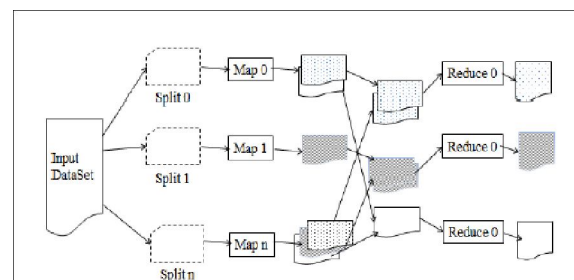 Input
DataSet
Split 0
Map 0
Reduce 0
Split 1
Map 1
Reduce 0
Split n
Map n
Reduce 0